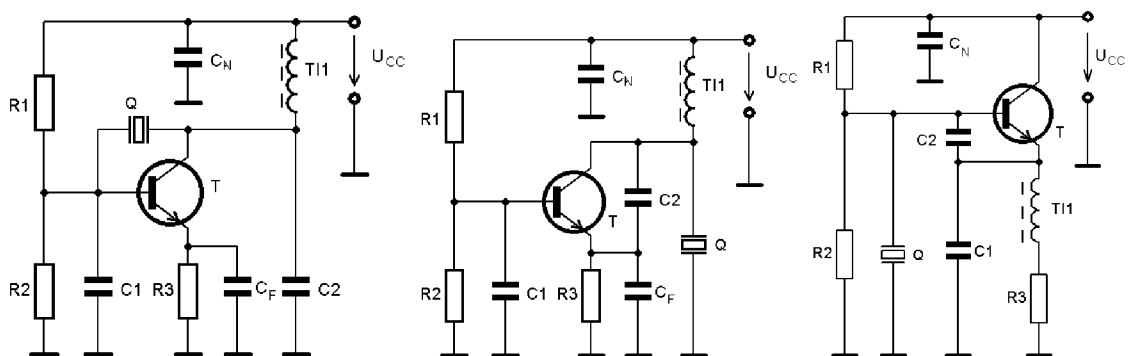 R1
C_N
Tl1
U_CC
Q
T
R2
C1
R3
C_F
C2
R1
C_N
Tl1
U_CC
T
C2
R2
C1
R3
C_F
Q
R1
C_N
U_CC
C2
T
Tl1
R2
Q
C1
R3